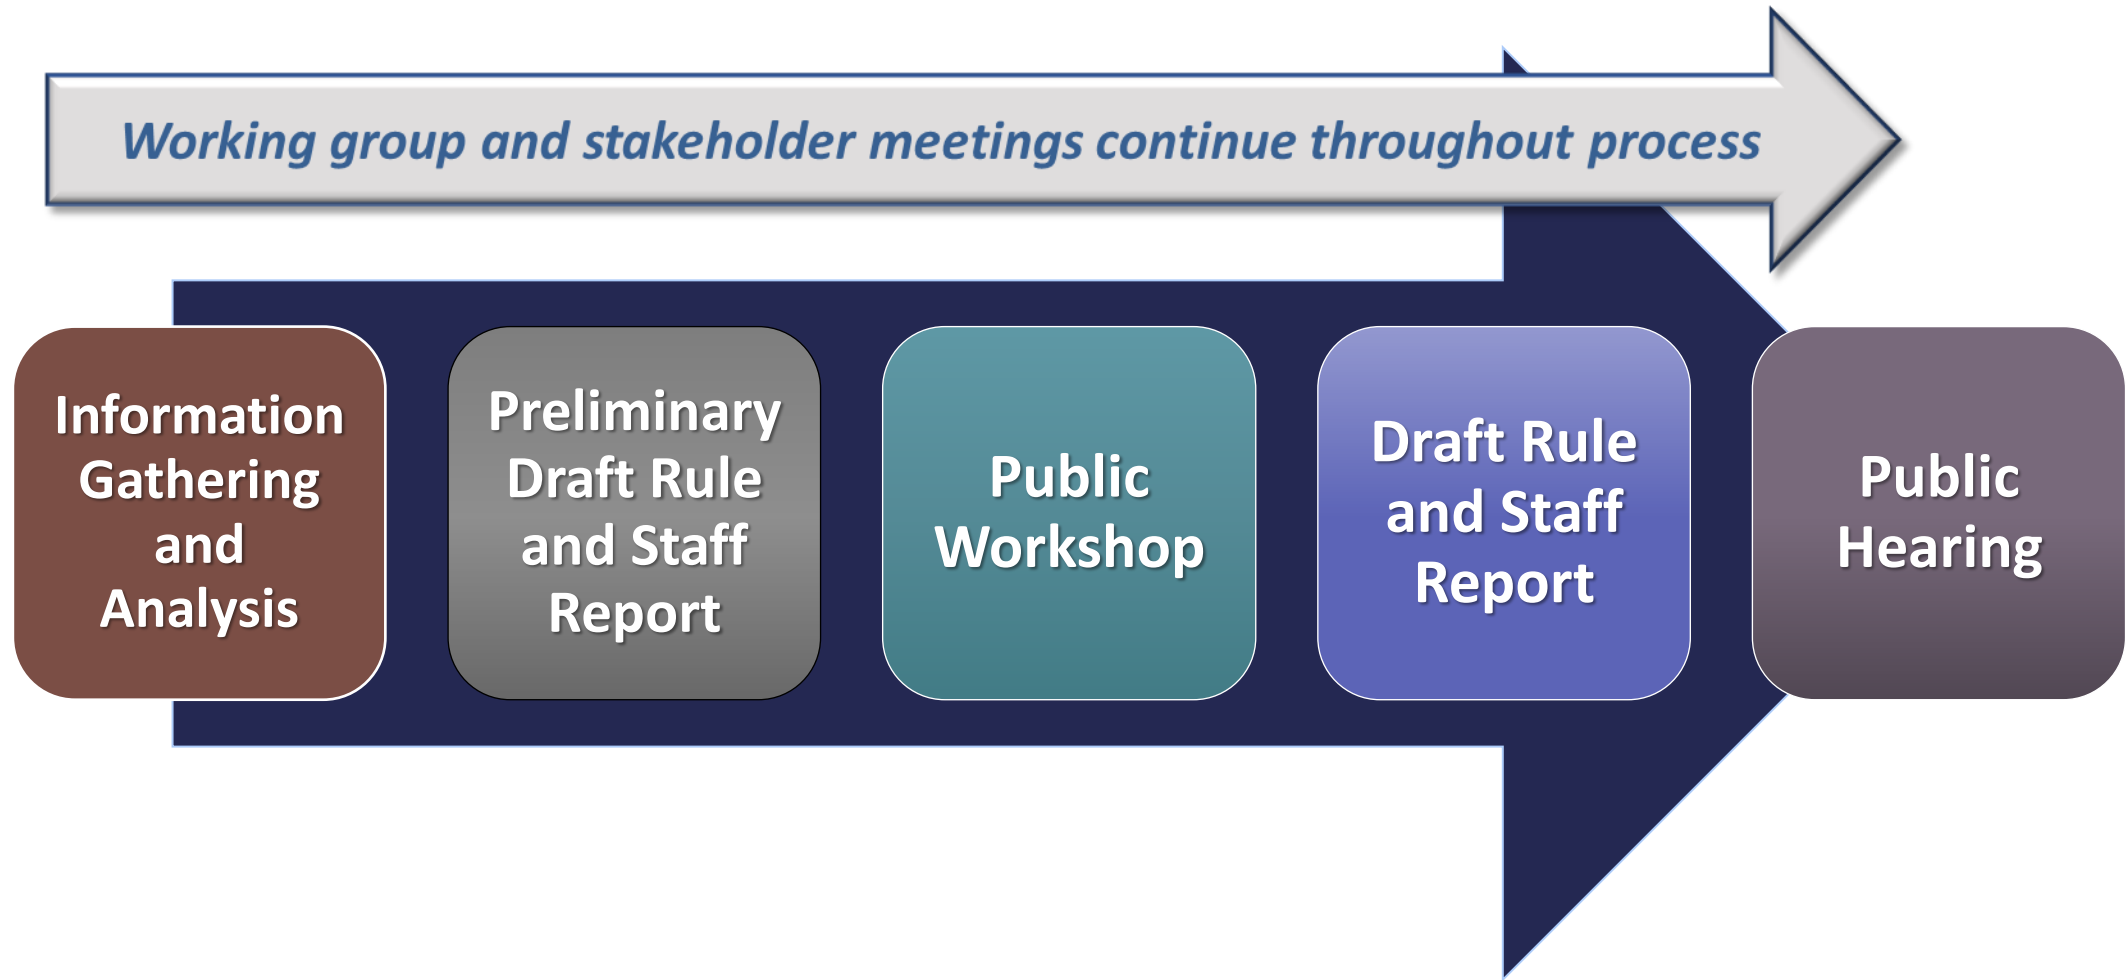 Working group and stakeholder meetings continue throughout process
Information
Gathering
and
Analysis
Preliminary
Draft Rule
and Staff
Report
Public
Workshop
Draft Rule
and Staff
Report
Public
Hearing